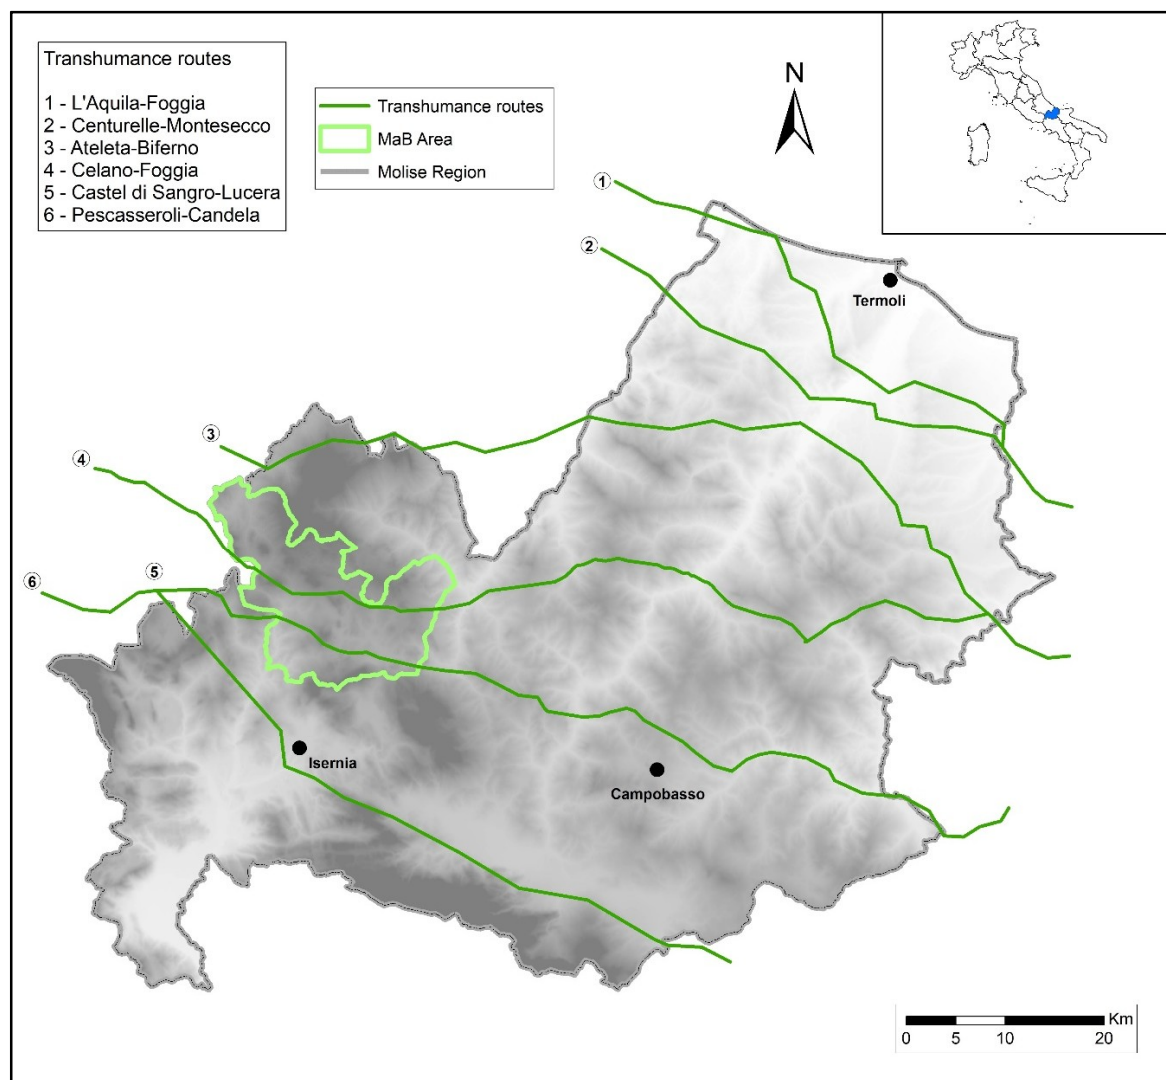 Transhumance routes
1 - L'Aquila-Foggia
2 - Centurelle-Montesecco
3 - Ateleta-Biferno
4 - Celano-Foggia
5 - Castel di Sangro-Lucera
6 - Pescasseroli-Candela
Transhumance routes
MaB Area
Molise Region
N
1
2
Termoli
3
4
5
6
Isernia
Campobasso
Km
0 5 10 20